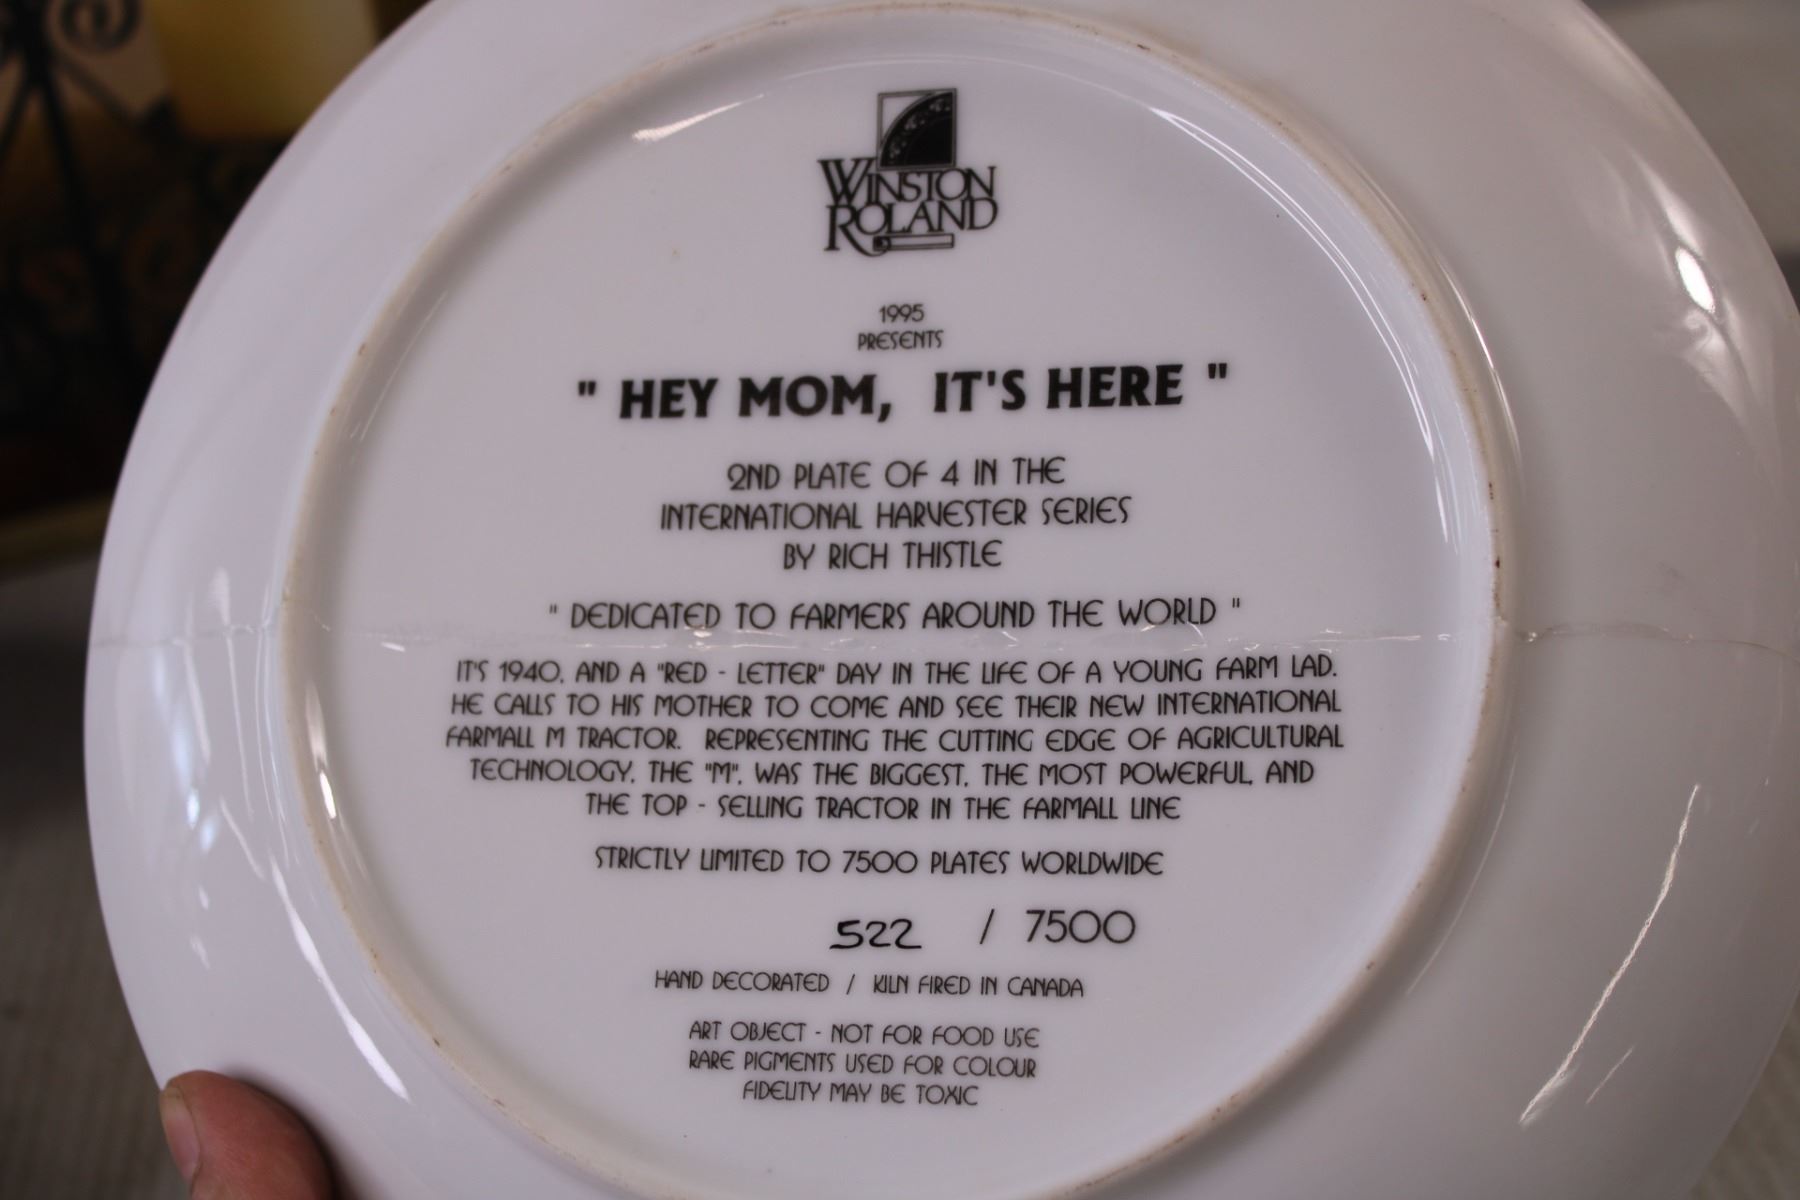 WINSTON
ROLAND
1995
PRESENTS
" HEY MOM, IT'S HERE "
2ND PLATE OF 4 IN THE
INTERNATIONAL HARVESTER SERIES
BY RICH THISTLE
" DEDICATED TO FARMERS AROUND THE WORLD "
IT'S 1940, AND A "RED - LETTER" DAY IN THE LIFE OF A YOUNG FARM LAD.
HE CALLS TO HIS MOTHER TO COME AND SEE THEIR NEW INTERNATIONAL
FARMALL M TRACTOR. REPRESENTING THE CUTTING EDGE OF AGRICULTURAL
TECHNOLOGY, THE "M", WAS THE BIGGEST, THE MOST POWERFUL, AND
THE TOP - SELLING TRACTOR IN THE FARMALL LINE
STRICTLY LIMITED TO 7500 PLATES WORLDWIDE
522 / 7500
HAND DECORATED / KILN FIRED IN CANADA
ART OBJECT - NOT FOR FOOD USE
RARE PIGMENTS USED FOR COLOUR
FIDELITY MAY BE TOXIC